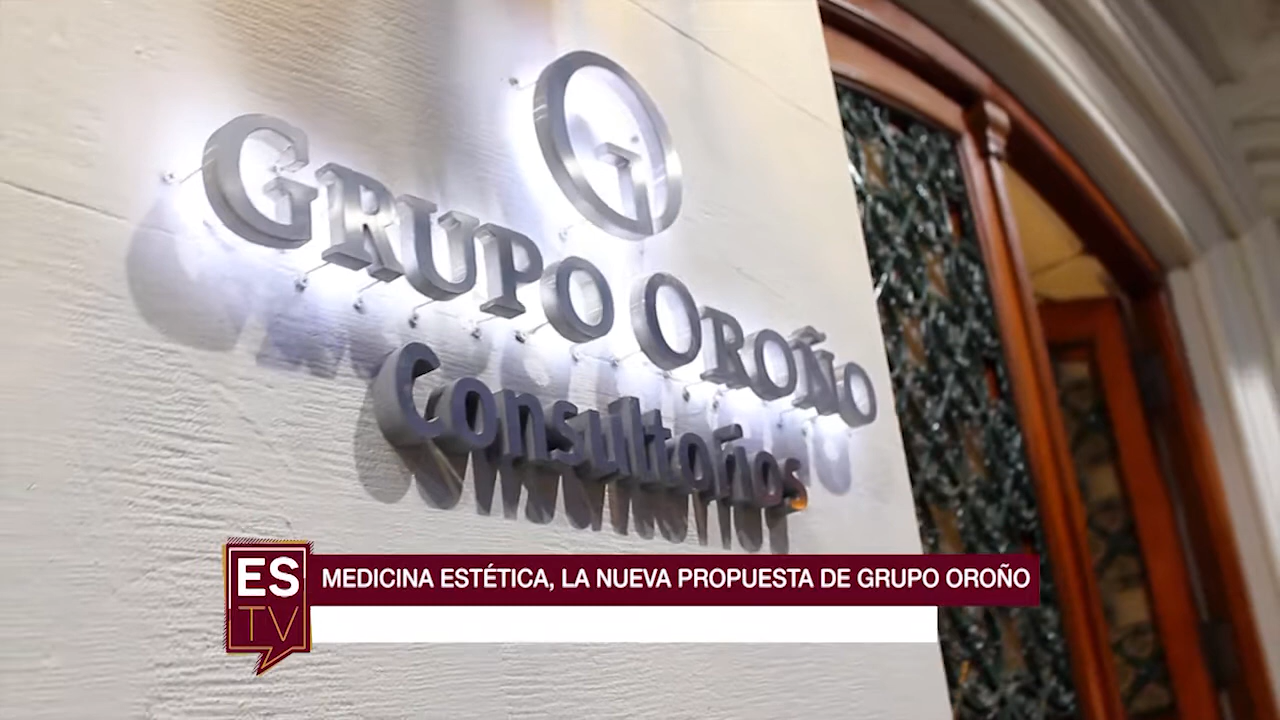 GRUPO OROÑO
Consultorios
ES
TV
MEDICINA ESTÉTICA, LA NUEVA PROPUESTA DE GRUPO OROÑO